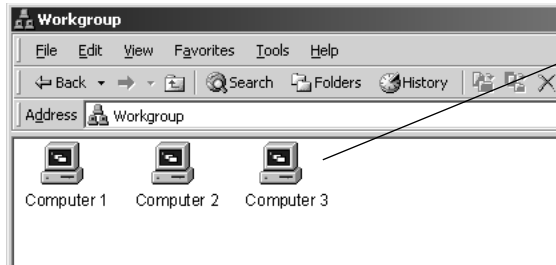 Workgroup
File Edit View Favorites Tools Help
Back Search Folders History
Address Workgroup
Computer 1 Computer 2 Computer 3